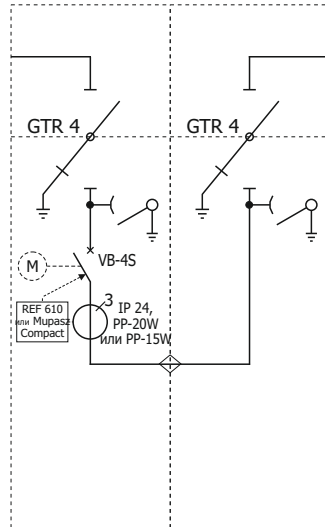 GTR 4
GTR 4
VB-4S
M
3
IP 24,
PP-20W
или PP-15W
REF 610
или Mupasz
Compact